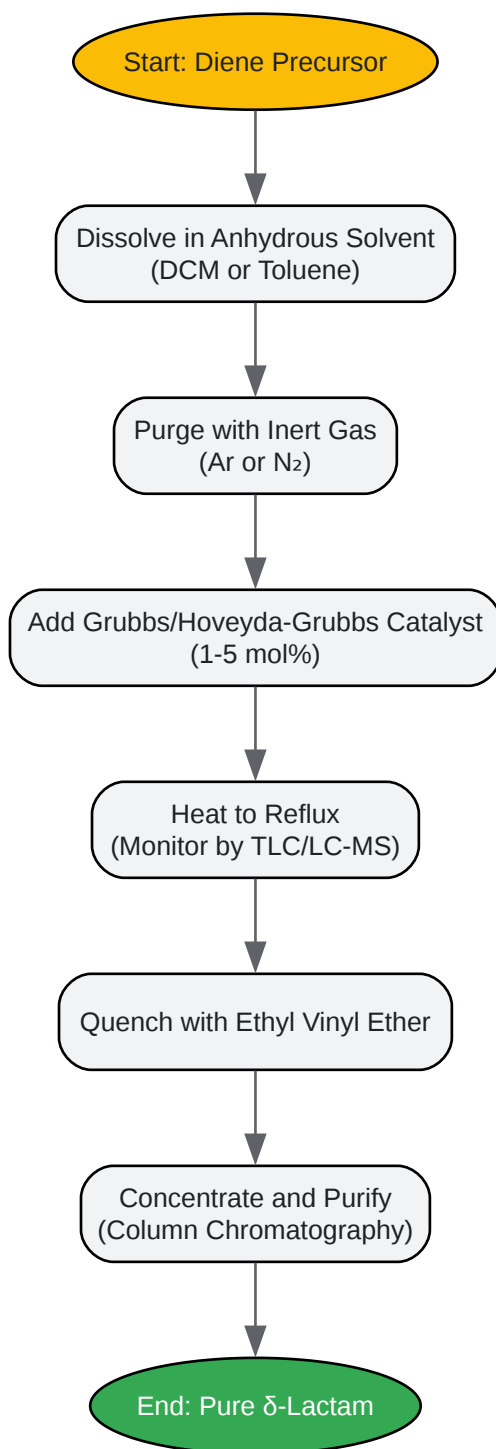 Start: Diene Precursor
Dissolve in Anhydrous Solvent
(DCM or Toluene)
Purge with Inert Gas
(Ar or N₂)
Add Grubbs/Hoveyda-Grubbs Catalyst
(1-5 mol%)
Heat to Reflux
(Monitor by TLC/LC-MS)
Quench with Ethyl Vinyl Ether
Concentrate and Purify
(Column Chromatography)
End: Pure δ-Lactam